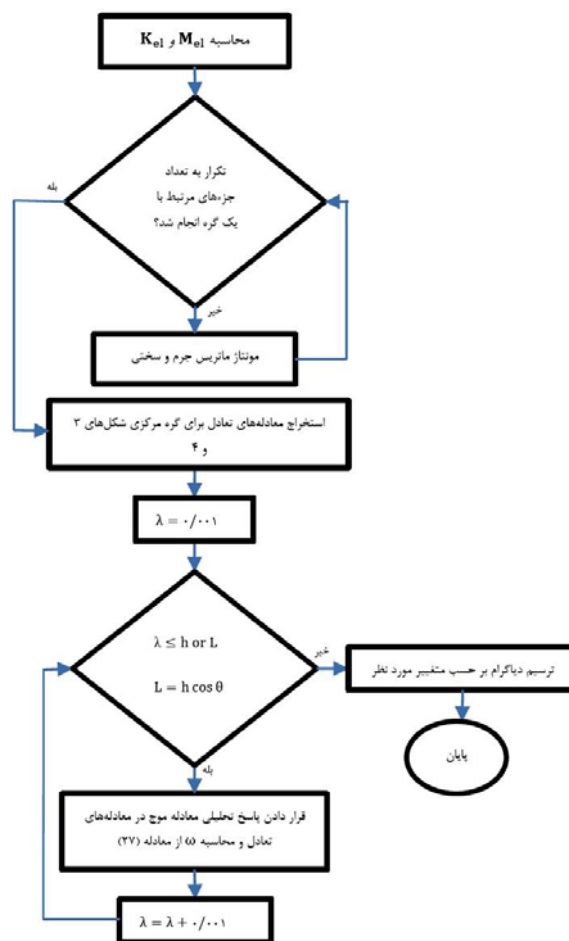 محاسبه M_el و K_el
تکرار به تعداد
جزءهای مرتبط با
یک گره انجام شد؟
بله
خیر
مونتاژ ماتریس جرم و سختی
استخراج معادله‌های تعادل برای گره مرکزی شکل‌های ۳
و ۴
λ = ۰/۰۰۱
λ ≤ h or L
L = h cos θ
خیر
ترسیم دیاگرام بر حسب متغییر مورد نظر
پایان
بله
قرار دادن پاسخ تحلیلی معادله موج در معادله‌های
تعادل و محاسبه ω از معادله (۲۷)
λ = λ + ۰/۰۰۱